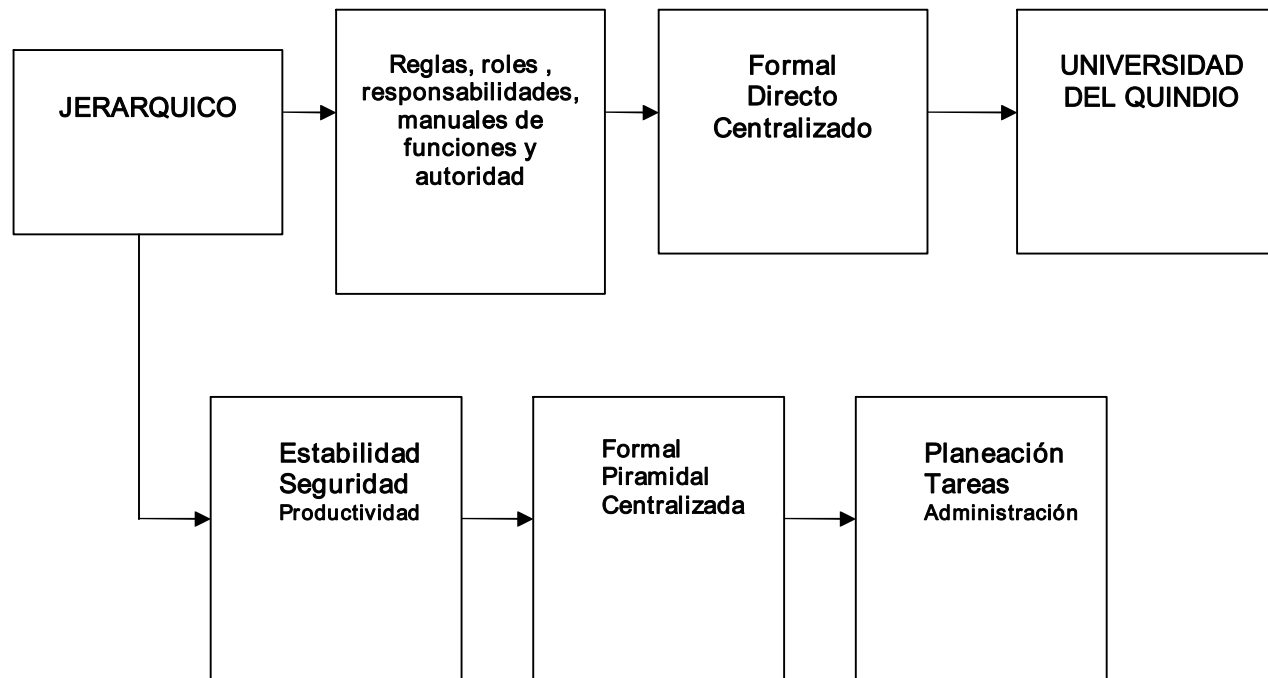 JERARQUICO
Reglas, roles ,
responsabilidades,
manuales de
funciones y
autoridad
Formal
Directo
Centralizado
UNIVERSIDAD
DEL QUINDIO
Estabilidad
Seguridad
Productividad
Formal
Piramidal
Centralizada
Planeación
Tareas
Administración